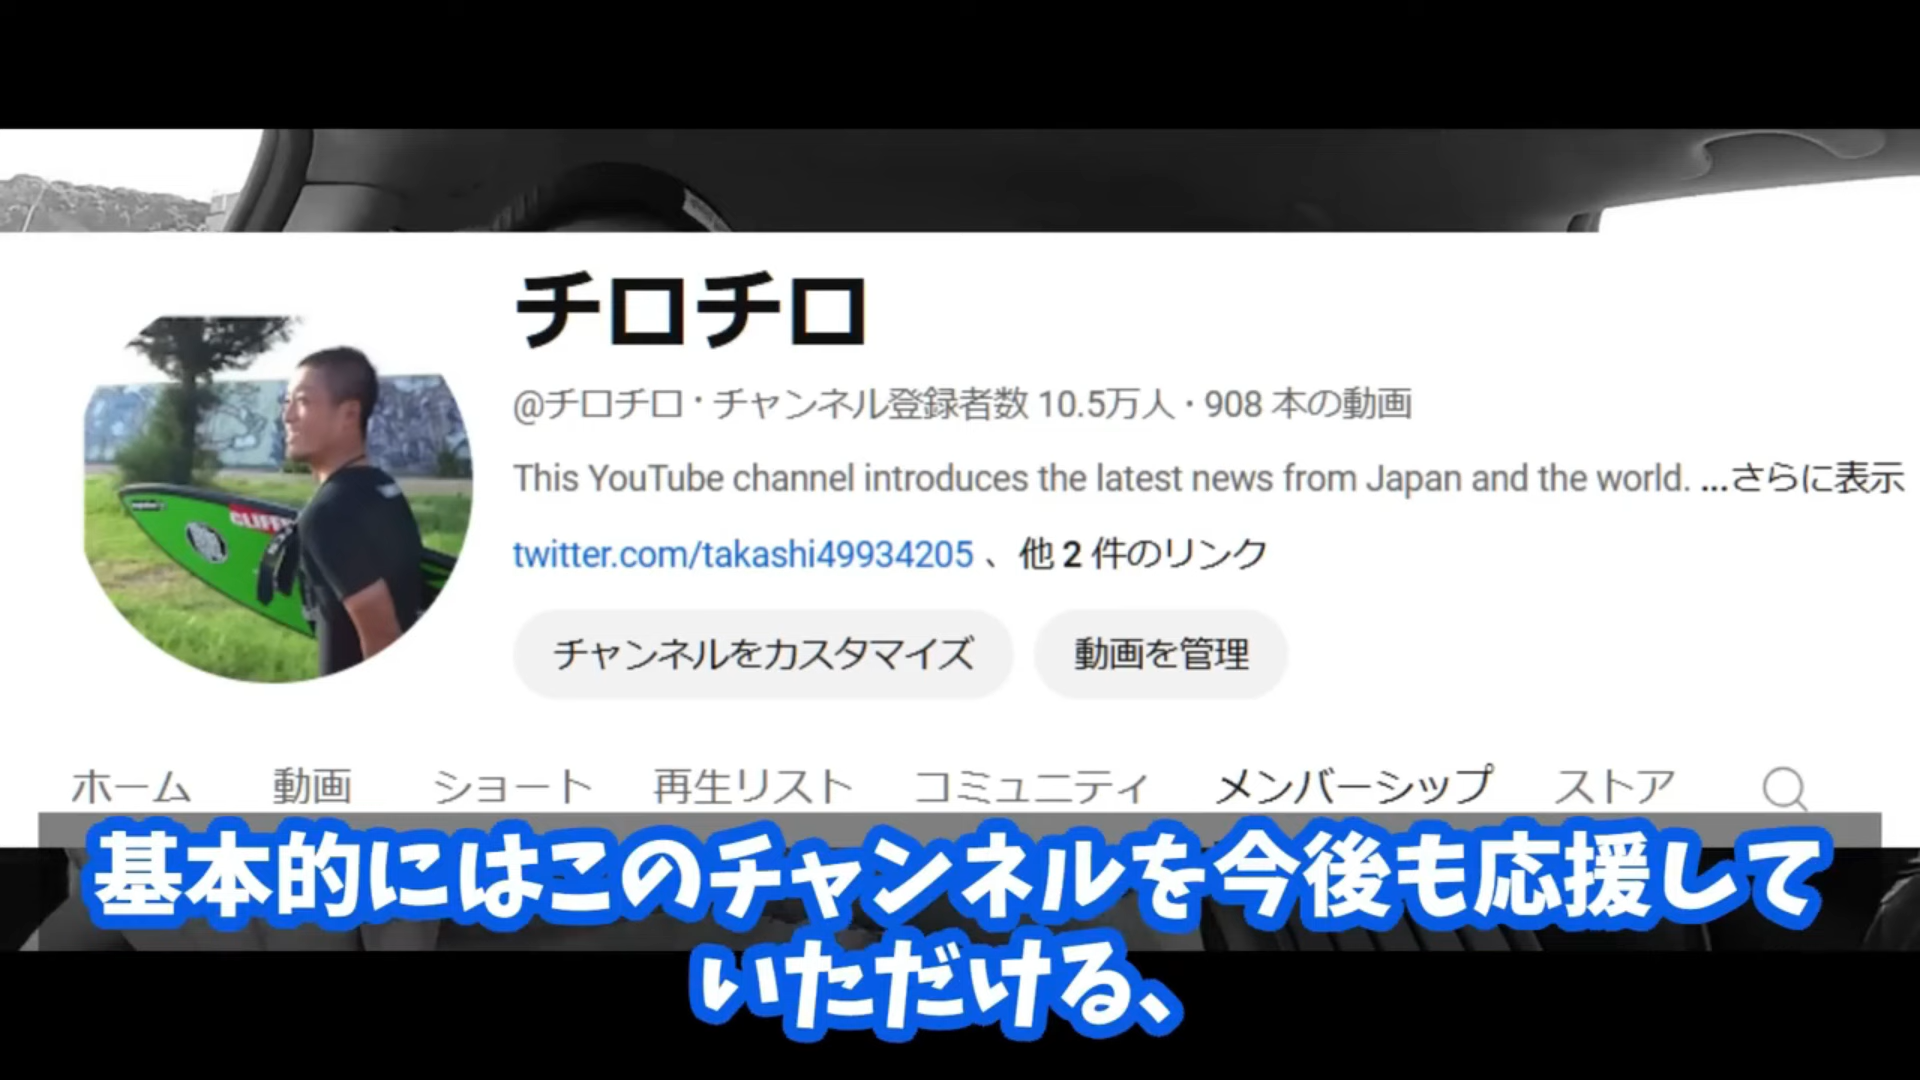 チロチロ
@チロチロ・チャンネル登録者数 10.5万人・908 本の動画
This YouTube channel introduces the latest news from Japan and the world. ...さらに表示
twitter.com/takashi49934205 、他 2 件のリンク
チャンネルをカスタマイズ 動画を管理
ホーム 動画 ショート 再生リスト コミュニティ メンバーシップ ストア
基本的にはこのチャンネルを今後も応援して
いただける、